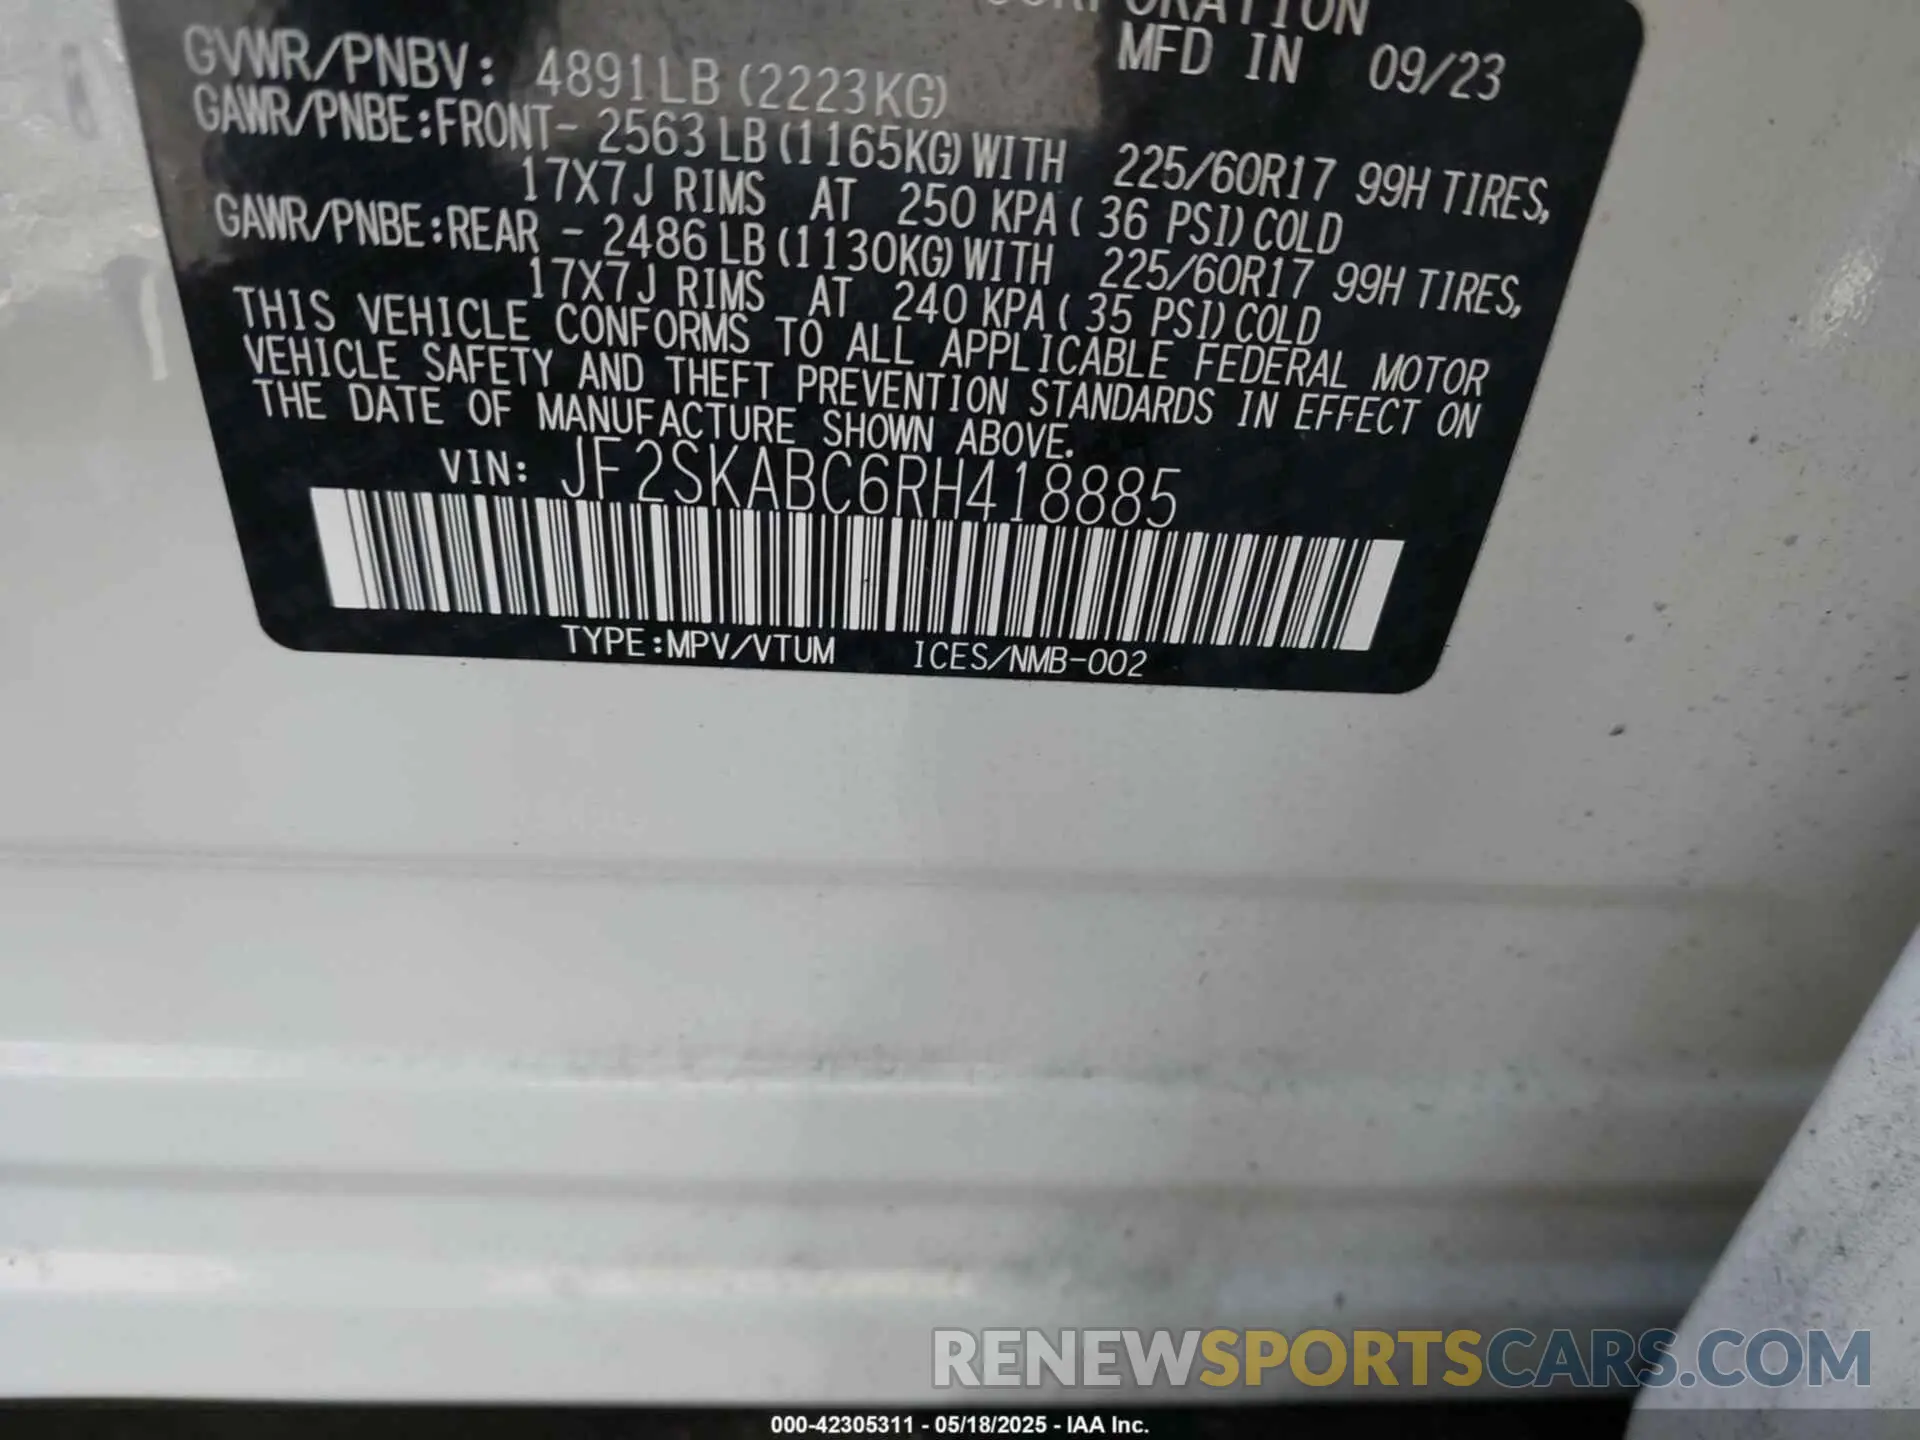 CORPORATION
MFD IN 09/23
GVWR/PNBV: 4891LB (2223KG)
GAWR/PNBE:FRONT- 2563 LB (1165KG) WITH 225/60R17 99H TIRES,
17X7J RIMS AT 250 KPA ( 36 PSI) COLD
GAWR/PNBE:REAR - 2486 LB (1130KG) WITH 225/60R17 99H TIRES,
17X7J RIMS AT 240 KPA ( 35 PSI) COLD
THIS VEHICLE CONFORMS TO ALL APPLICABLE FEDERAL MOTOR
VEHICLE SAFETY AND THEFT PREVENTION STANDARDS IN EFFECT ON
THE DATE OF MANUFACTURE SHOWN ABOVE.
VIN: JF2SKABC6RH418885
TYPE:MPV/VTUM ICES/NMB-002
RENEWSPORTSCARS.COM
000-42305311 - 05/18/2025 - IAA Inc.